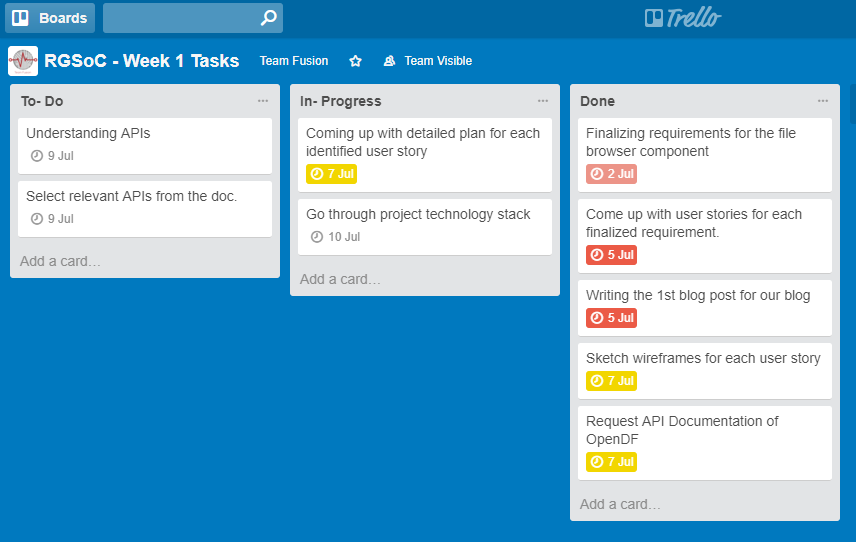 Boards
Trello
RGSoC - Week 1 Tasks
Team Fusion
Team Visible
To- Do
Understanding APIs
9 Jul
Select relevant APIs from the doc.
9 Jul
Add a card...
In- Progress
Coming up with detailed plan for each
identified user story
7 Jul
Go through project technology stack
10 Jul
Add a card...
Done
Finalizing requirements for the file
browser component
2 Jul
Come up with user stories for each
finalized requirement.
5 Jul
Writing the 1st blog post for our blog
5 Jul
Sketch wireframes for each user story
7 Jul
Request API Documentation of
OpenDF
7 Jul
Add a card...